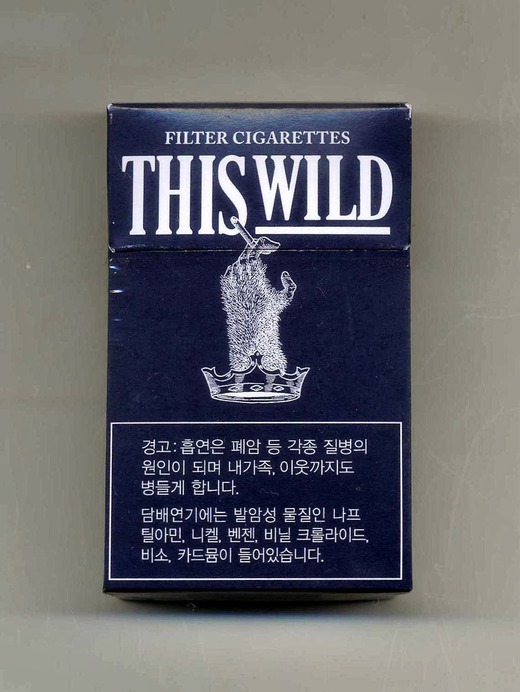 FILTER CIGARETTES
THIS WILD
경고: 흡연은 폐암 등 각종 질병의
원인이 되며 내가족, 이웃까지도
병들게 합니다.
담배연기에는 발암성 물질인 나프
틸아민, 니켈, 벤젠, 비닐 크롤라이드,
비소, 카드뮴이 들어있습니다.